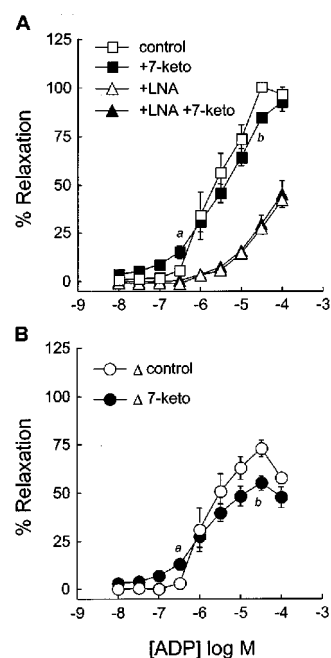 A
control
+7-keto
+LNA
+LNA +7-keto
% Relaxation
125
100
75
50
25
0
a
b
-9 -8 -7 -6 -5 -4 -3
B
Δ control
Δ 7-keto
% Relaxation
125
100
75
50
25
0
a
b
-9 -8 -7 -6 -5 -4 -3
[ADP] log M